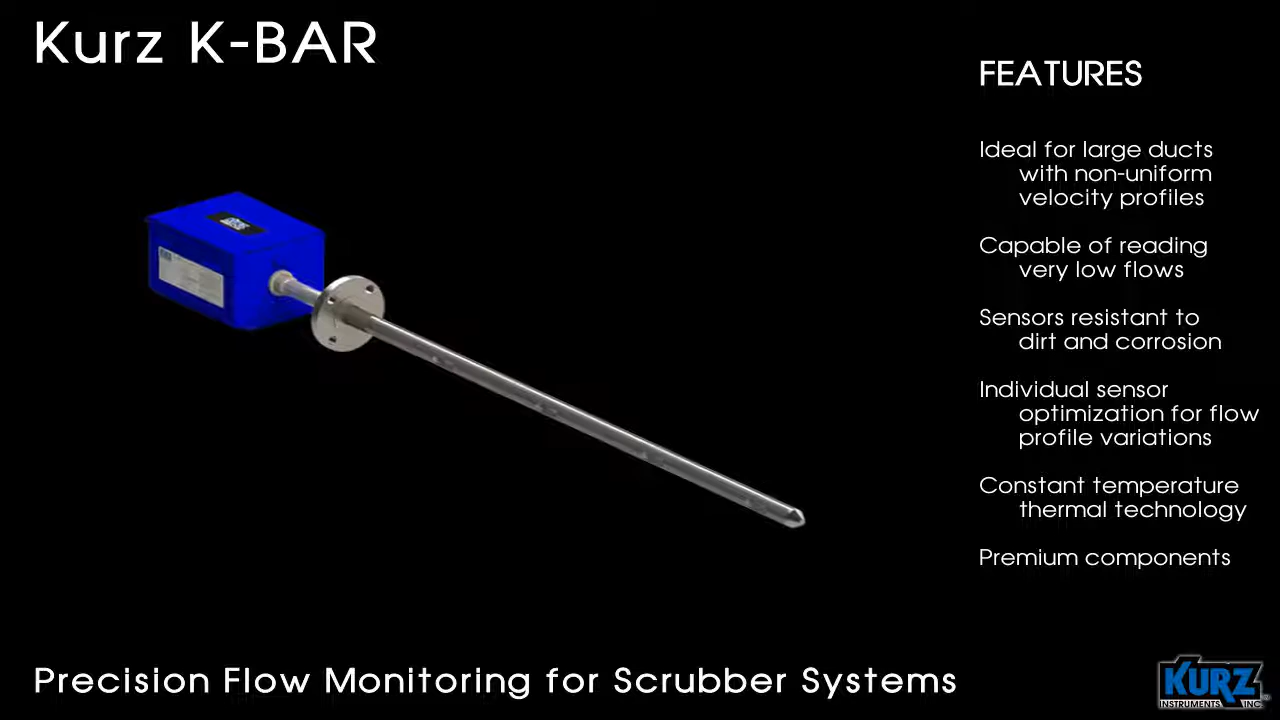 Kurz K-BAR
FEATURES
Ideal for large ducts
with non-uniform
velocity profiles
Capable of reading
very low flows
Sensors resistant to
dirt and corrosion
Individual sensor
optimization for flow
profile variations
Constant temperature
thermal technology
Premium components
Precision Flow Monitoring for Scrubber Systems
KURZ
INSTRUMENTS INC.